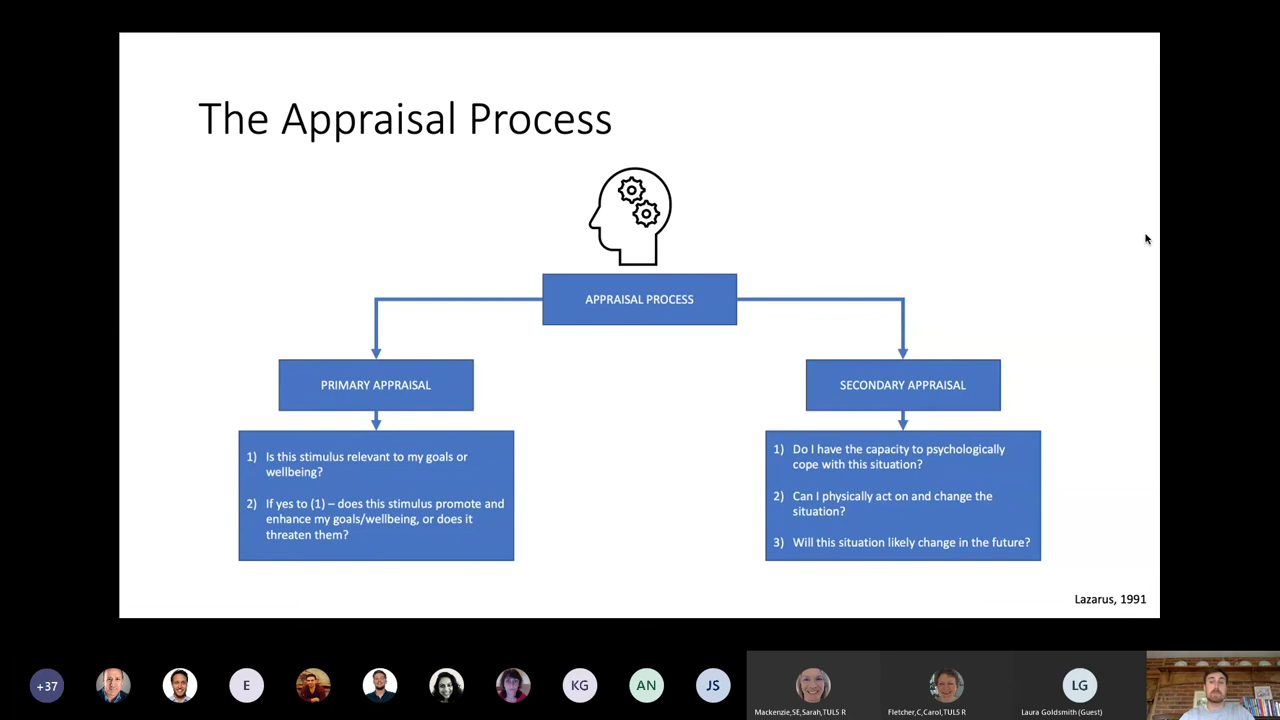 The Appraisal Process
APPRAISAL PROCESS
PRIMARY APPRAISAL
SECONDARY APPRAISAL
1) Is this stimulus relevant to my goals or
wellbeing?
2) If yes to (1) – does this stimulus promote and
enhance my goals/wellbeing, or does it
threaten them?
1) Do I have the capacity to psychologically
cope with this situation?
2) Can I physically act on and change the
situation?
3) Will this situation likely change in the future?
Lazarus, 1991
+37
E
KG
AN
JS
LG
Mackenzie,SE,Sarah,TUL5 R
Fletcher,C,Carol,TUL5 R
Laura Goldsmith (Guest)